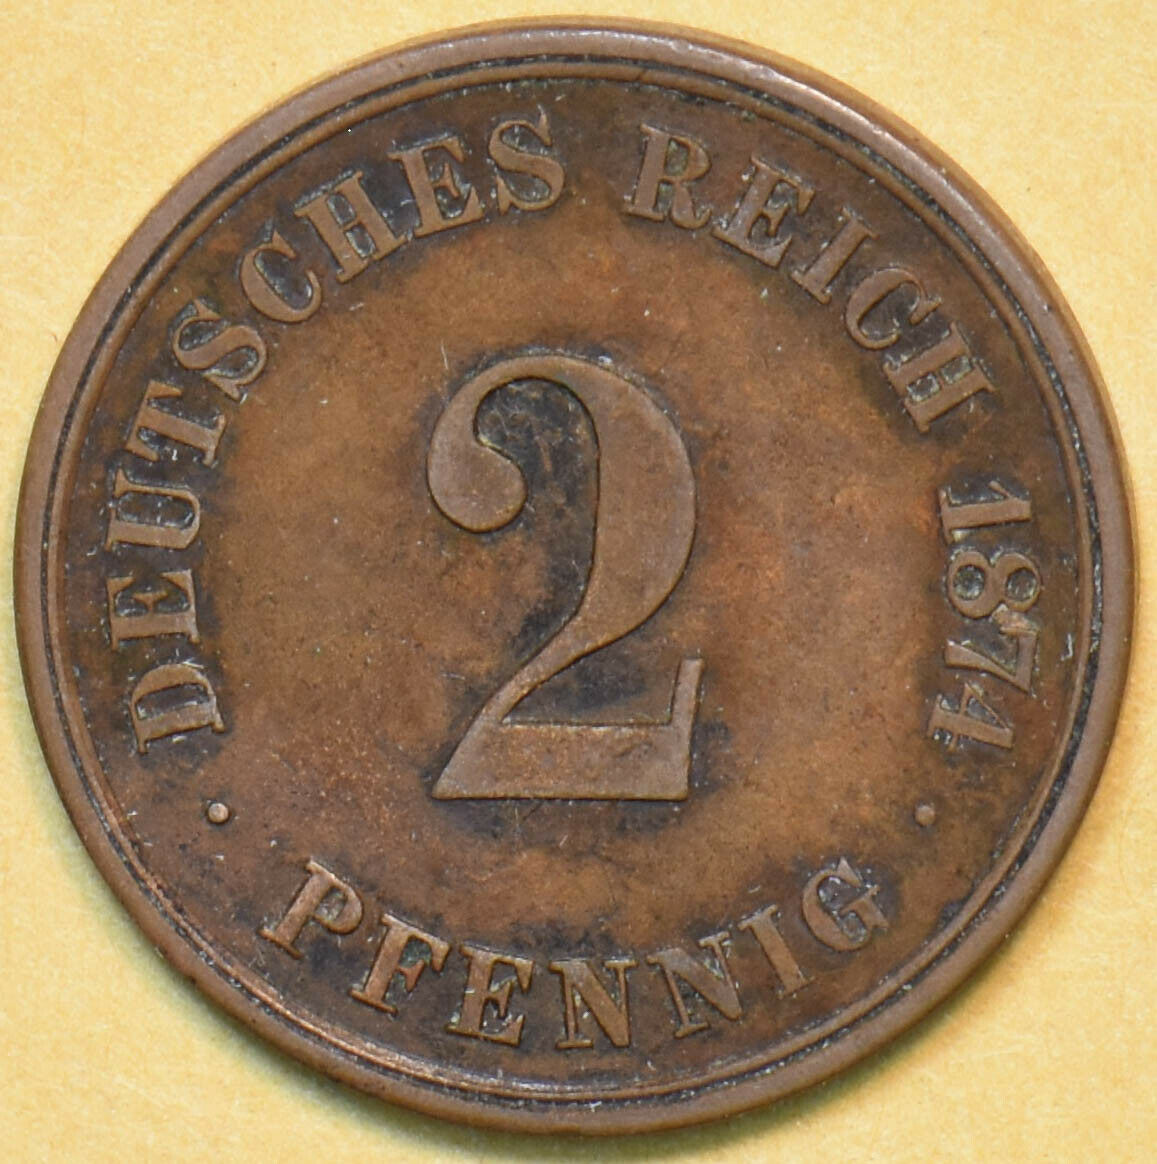 DEUTSCHES REICH 1874
2
· PFENNIG ·